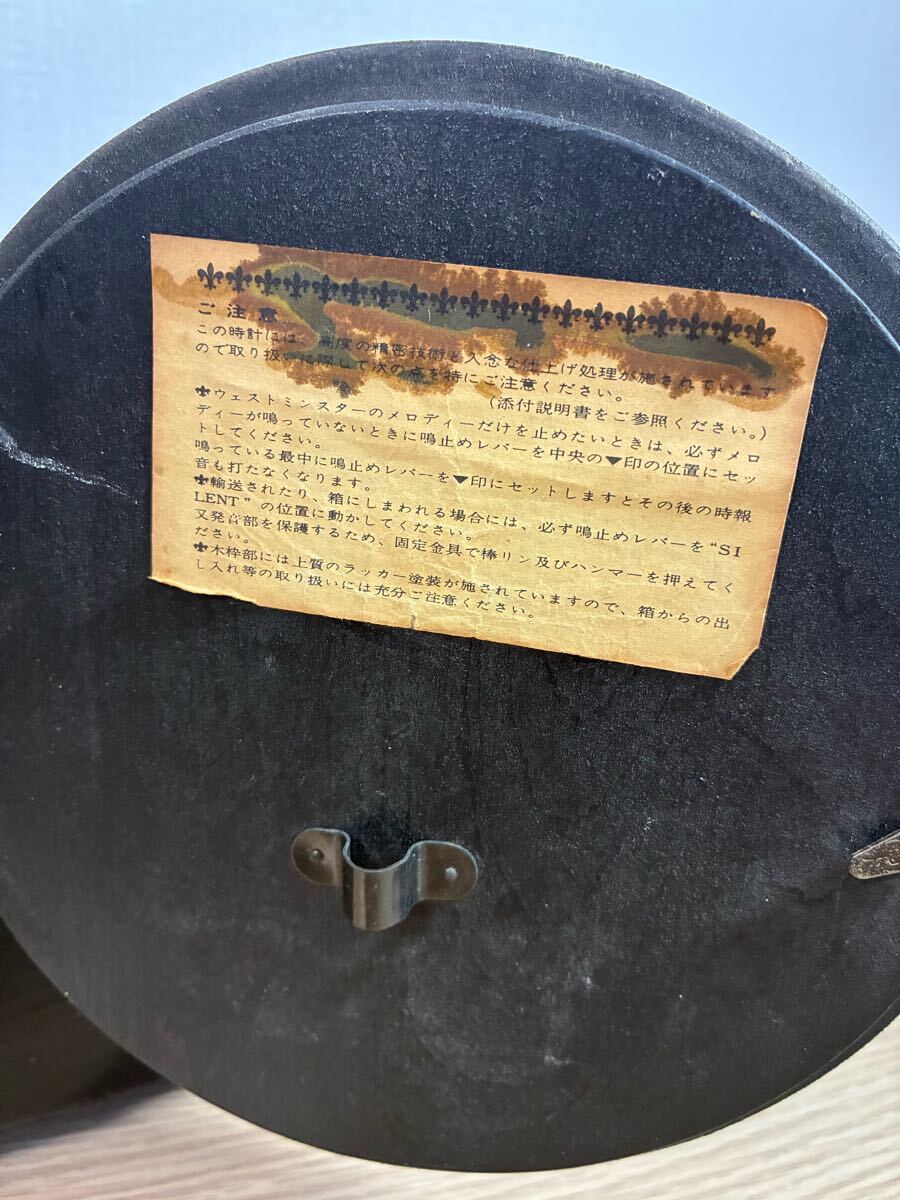 ご注意
この時計には、高度の精密技術と入念な仕上げ処理が施されています
ので取り扱いに際して次の点を特にご注意ください。
(添付説明書をご参照ください。)
ウェストミンスターのメロディーだけを止めたいときは、必ずメロ
ディーが鳴っていないときに鳴止めレバーを中央の▼印の位置にセッ
トしてください。
鳴っている最中に鳴止めレバーを▼印にセットしますとその後の時報
音も打たなくなります。
輸送されたり、箱にしまわれる場合には、必ず鳴止めレバーを“SI
LENT”の位置に動かしてください。
又発音部を保護するため、固定金具で棒リン及びハンマーを押えてく
ださい。
木枠部には上質のラッカー塗装が施されていますので、箱からの出
し入れ等の取り扱いには充分ご注意ください。